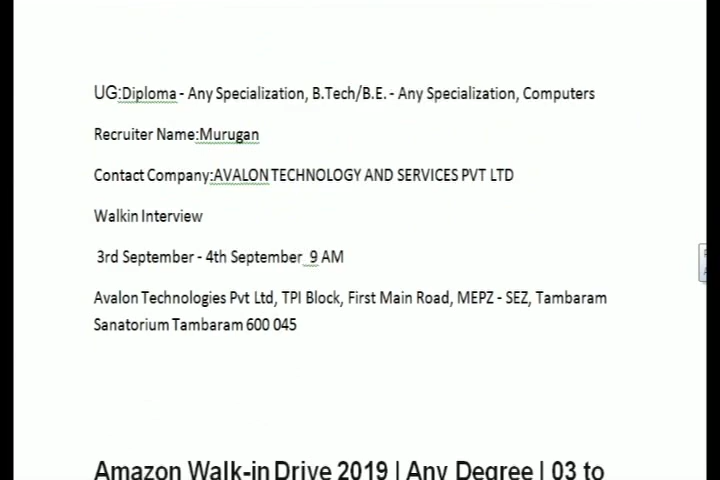 UG:Diploma - Any Specialization, B.Tech/B.E. - Any Specialization, Computers
Recruiter Name:Murugan
Contact Company:AVALON TECHNOLOGY AND SERVICES PVT LTD
Walkin Interview
3rd September - 4th September 9 AM
Avalon Technologies Pvt Ltd, TPI Block, First Main Road, MEPZ - SEZ, Tambaram
Sanatorium Tambaram 600 045
Amazon Walk-in Drive 2019 | Any Degree | 03 to